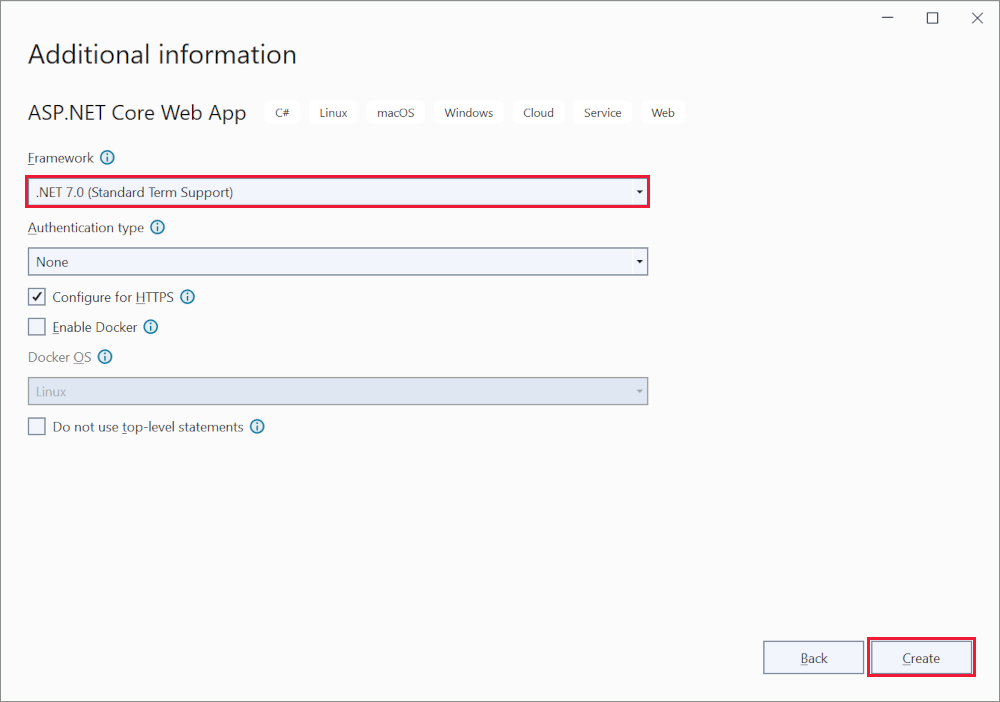 Additional information
ASP.NET Core Web App C# Linux macOS Windows Cloud Service Web
Framework
.NET 7.0 (Standard Term Support)
Authentication type
None
Configure for HTTPS
Enable Docker
Docker OS
Linux
Do not use top-level statements
Back Create